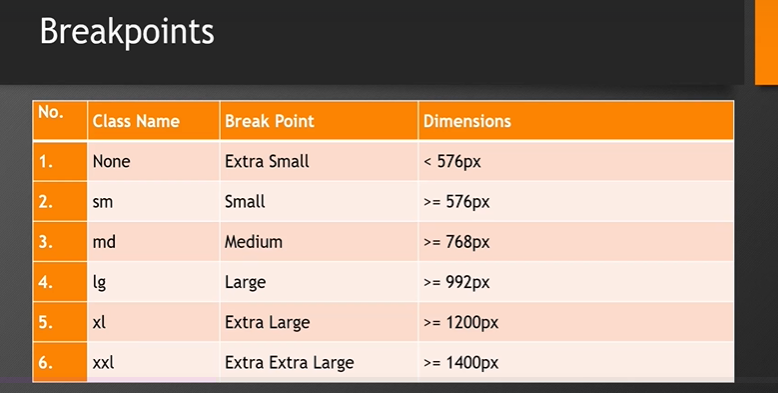 Breakpoints
No. Class Name Break Point Dimensions
1. None Extra Small < 576px
2. sm Small >= 576px
3. md Medium >= 768px
4. lg Large >= 992px
5. xl Extra Large >= 1200px
6. xxl Extra Extra Large >= 1400px